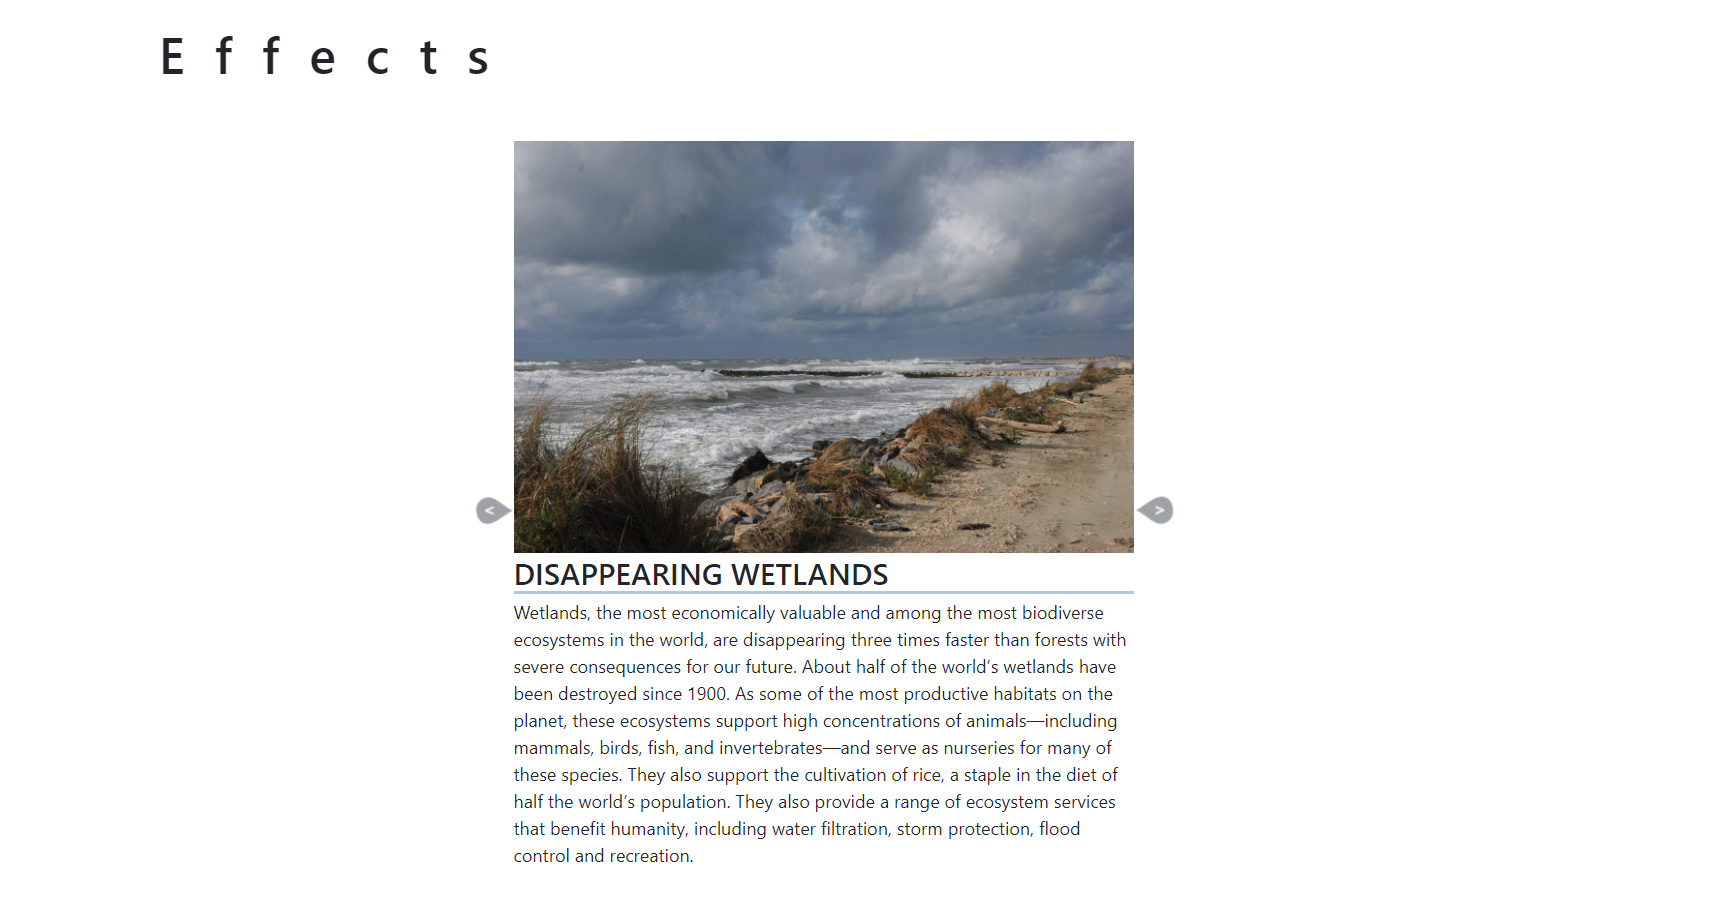 Effects
<
>
DISAPPEARING WETLANDS
Wetlands, the most economically valuable and among the most biodiverse
ecosystems in the world, are disappearing three times faster than forests with
severe consequences for our future. About half of the world’s wetlands have
been destroyed since 1900. As some of the most productive habitats on the
planet, these ecosystems support high concentrations of animals—including
mammals, birds, fish, and invertebrates—and serve as nurseries for many of
these species. They also support the cultivation of rice, a staple in the diet of
half the world’s population. They also provide a range of ecosystem services
that benefit humanity, including water filtration, storm protection, flood
control and recreation.